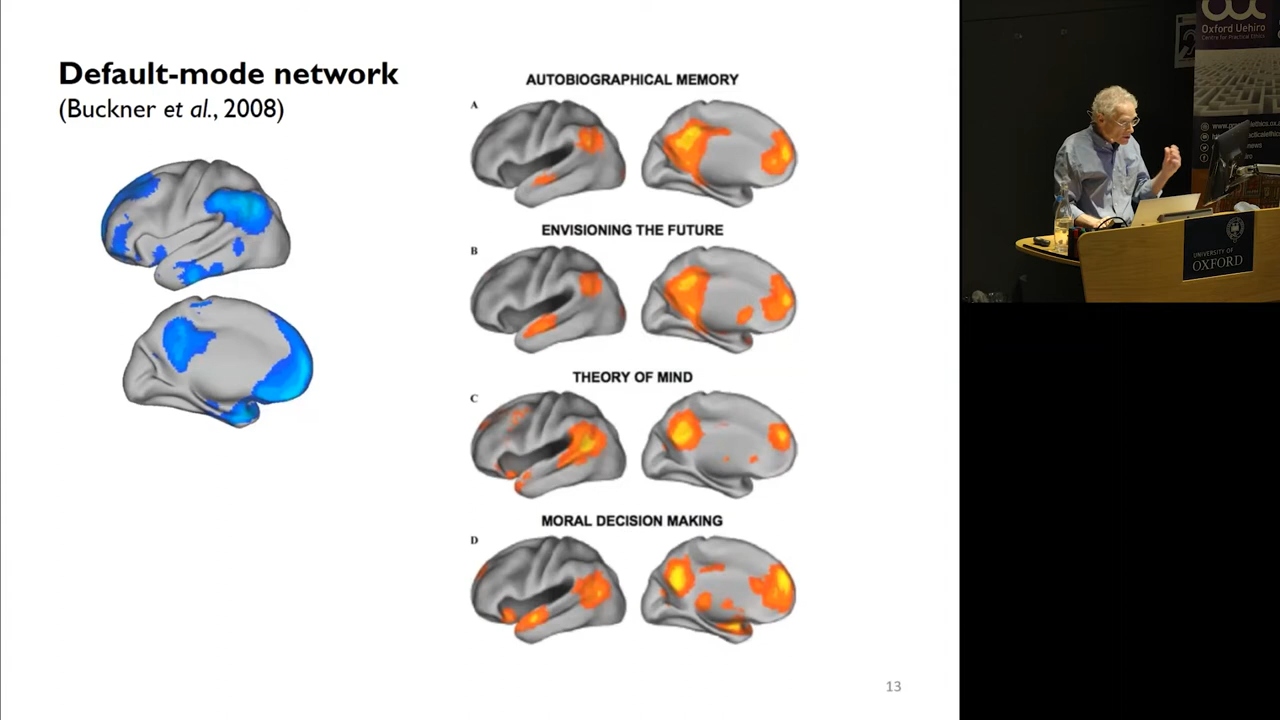 Default-mode network
(Buckner et al., 2008)
AUTOBIOGRAPHICAL MEMORY
A
ENVISIONING THE FUTURE
B
THEORY OF MIND
C
MORAL DECISION MAKING
D
13
Oxford Uehiro
Centre for Practical Ethics
UNIVERSITY OF
OXFORD